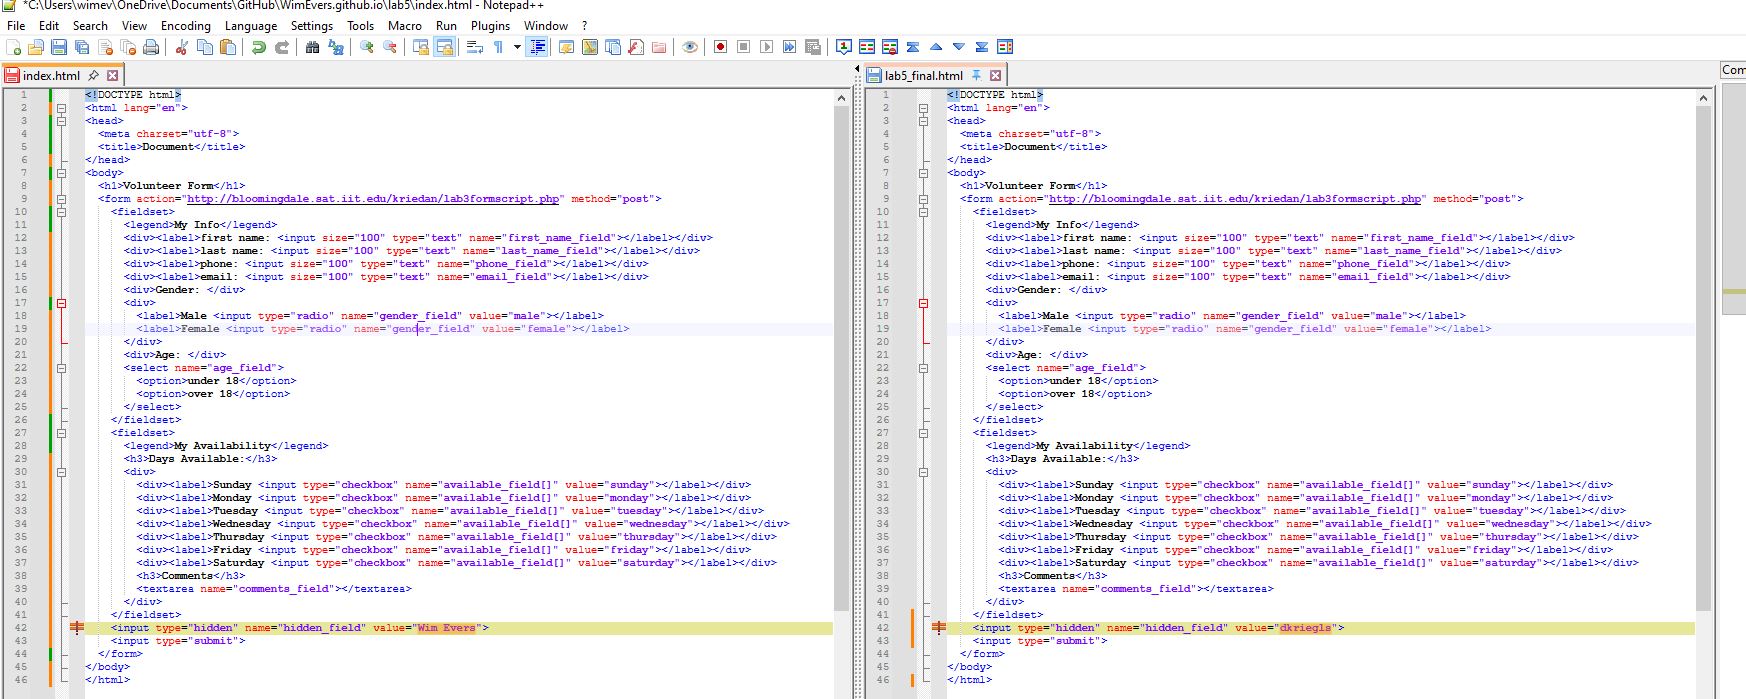 *C:\Users\wimev\OneDrive\Documents\GitHub\WimEvers.github.io\lab5\index.html - Notepad++
File Edit Search View Encoding Language Settings Tools Macro Run Plugins Window ?
index.html
1 <!DOCTYPE html>
2 <html lang="en">
3 <head>
4 <meta charset="utf-8">
5 <title>Document</title>
6 </head>
7 <body>
8 <h1>Volunteer Form</h1>
9 <form action="http://bloomingdale.sat.iit.edu/kriedan/lab3formscript.php" method="post">
10 <fieldset>
11 <legend>My Info</legend>
12 <div><label>first name: <input size="100" type="text" name="first_name_field"></label></div>
13 <div><label>last name: <input size="100" type="text" name="last_name_field"></label></div>
14 <div><label>phone: <input size="100" type="text" name="phone_field"></label></div>
15 <div><label>email: <input size="100" type="text" name="email_field"></label></div>
16 <div>Gender: </div>
17 <div>
18 <label>Male <input type="radio" name="gender_field" value="male"></label>
19 <label>Female <input type="radio" name="gender_field" value="female"></label>
20 </div>
21 <div>Age: </div>
22 <select name="age_field">
23 <option>under 18</option>
24 <option>over 18</option>
25 </select>
26 </fieldset>
27 <fieldset>
28 <legend>My Availability</legend>
29 <h3>Days Available:</h3>
30 <div>
31 <div><label>Sunday <input type="checkbox" name="available_field[]" value="sunday"></label></div>
32 <div><label>Monday <input type="checkbox" name="available_field[]" value="monday"></label></div>
33 <div><label>Tuesday <input type="checkbox" name="available_field[]" value="tuesday"></label></div>
34 <div><label>Wednesday <input type="checkbox" name="available_field[]" value="wednesday"></label></div>
35 <div><label>Thursday <input type="checkbox" name="available_field[]" value="thursday"></label></div>
36 <div><label>Friday <input type="checkbox" name="available_field[]" value="friday"></label></div>
37 <div><label>Saturday <input type="checkbox" name="available_field[]" value="saturday"></label></div>
38 <h3>Comments</h3>
39 <textarea name="comments_field"></textarea>
40 </div>
41 </fieldset>
42 <input type="hidden" name="hidden_field" value="Wim Evers">
43 <input type="submit">
44 </form>
45 </body>
46 </html>
lab5_final.html
1 <!DOCTYPE html>
2 <html lang="en">
3 <head>
4 <meta charset="utf-8">
5 <title>Document</title>
6 </head>
7 <body>
8 <h1>Volunteer Form</h1>
9 <form action="http://bloomingdale.sat.iit.edu/kriedan/lab3formscript.php" method="post">
10 <fieldset>
11 <legend>My Info</legend>
12 <div><label>first name: <input size="100" type="text" name="first_name_field"></label></div>
13 <div><label>last name: <input size="100" type="text" name="last_name_field"></label></div>
14 <div><label>phone: <input size="100" type="text" name="phone_field"></label></div>
15 <div><label>email: <input size="100" type="text" name="email_field"></label></div>
16 <div>Gender: </div>
17 <div>
18 <label>Male <input type="radio" name="gender_field" value="male"></label>
19 <label>Female <input type="radio" name="gender_field" value="female"></label>
20 </div>
21 <div>Age: </div>
22 <select name="age_field">
23 <option>under 18</option>
24 <option>over 18</option>
25 </select>
26 </fieldset>
27 <fieldset>
28 <legend>My Availability</legend>
29 <h3>Days Available:</h3>
30 <div>
31 <div><label>Sunday <input type="checkbox" name="available_field[]" value="sunday"></label></div>
32 <div><label>Monday <input type="checkbox" name="available_field[]" value="monday"></label></div>
33 <div><label>Tuesday <input type="checkbox" name="available_field[]" value="tuesday"></label></div>
34 <div><label>Wednesday <input type="checkbox" name="available_field[]" value="wednesday"></label></div>
35 <div><label>Thursday <input type="checkbox" name="available_field[]" value="thursday"></label></div>
36 <div><label>Friday <input type="checkbox" name="available_field[]" value="friday"></label></div>
37 <div><label>Saturday <input type="checkbox" name="available_field[]" value="saturday"></label></div>
38 <h3>Comments</h3>
39 <textarea name="comments_field"></textarea>
40 </div>
41 </fieldset>
42 <input type="hidden" name="hidden_field" value="dkriegls">
43 <input type="submit">
44 </form>
45 </body>
46 </html>
Com